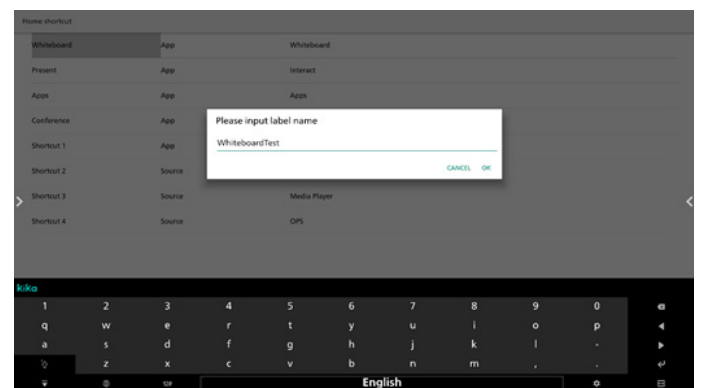 Home shortcut
Whiteboard App Whiteboard
Present App Interact
Apps App Apps
Conference App
Shortcut 1 App
Shortcut 2 Source
Shortcut 3 Source Media Player
Shortcut 4 Source OPS
Please input label name
WhiteboardTest
CANCEL OK
kika
1 2 3 4 5 6 7 8 9 0
q w e r t y u i o p
a s d f g h j k l -
z x c v b n m , .
English